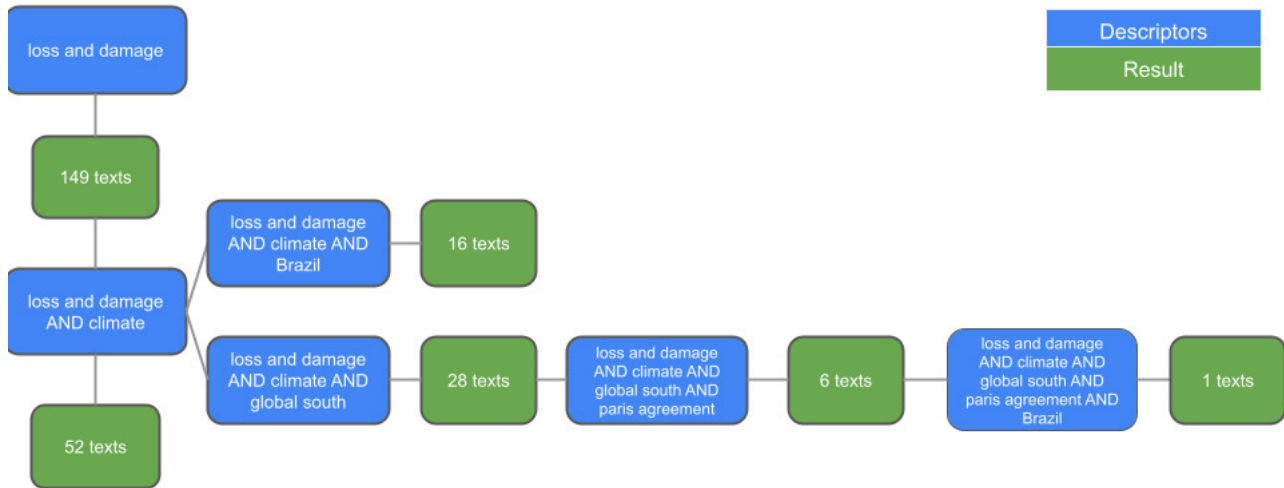 loss and damage
Descriptors
Result
149 texts
loss and damage
AND climate AND
Brazil
16 texts
loss and damage
AND climate
loss and damage
AND climate AND
global south
28 texts
loss and damage
AND climate AND
global south AND
paris agreement
6 texts
loss and damage
AND climate AND
global south AND
paris agreement AND
Brazil
1 texts
52 texts